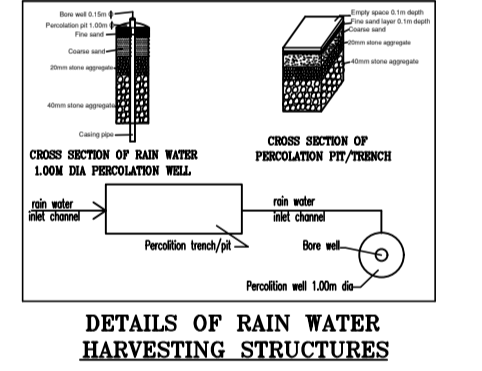 Bore well 0.15m ϕ
Percolation pit 1.00m ϕ
Fine sand
Coarse sand
20mm stone aggregate
40mm stone aggregate
Casing pipe
CROSS SECTION OF RAIN WATER
1.00M DIA PERCOLATION WELL
Empty space 0.1m depth
Fine sand layer 0.1m depth
Coarse sand
20mm stone aggregate
40mm stone aggregate
CROSS SECTION OF
PERCOLATION PIT/TRENCH
rain water
inlet channel
Percolition trench/pit
rain water
inlet channel
Bore well
Percolition well 1.00m dia
DETAILS OF RAIN WATER
HARVESTING STRUCTURES